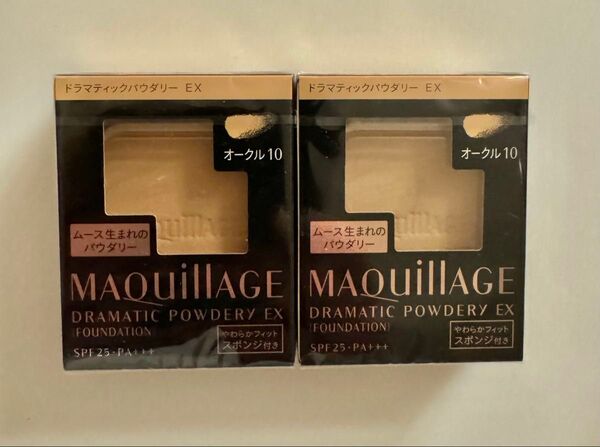 ドラマティックパウダリー EX
オークル10
ムース生まれの
パウダリー
MAQuillAGE
DRAMATIC POWDERY EX
(FOUNDATION)
やわらかフィット
スポンジ付き
SPF25・PA+++
ドラマティックパウダリー EX
オークル10
ムース生まれの
パウダリー
MAQuillAGE
DRAMATIC POWDERY EX
(FOUNDATION)
やわらかフィット
スポンジ付き
SPF25・PA+++